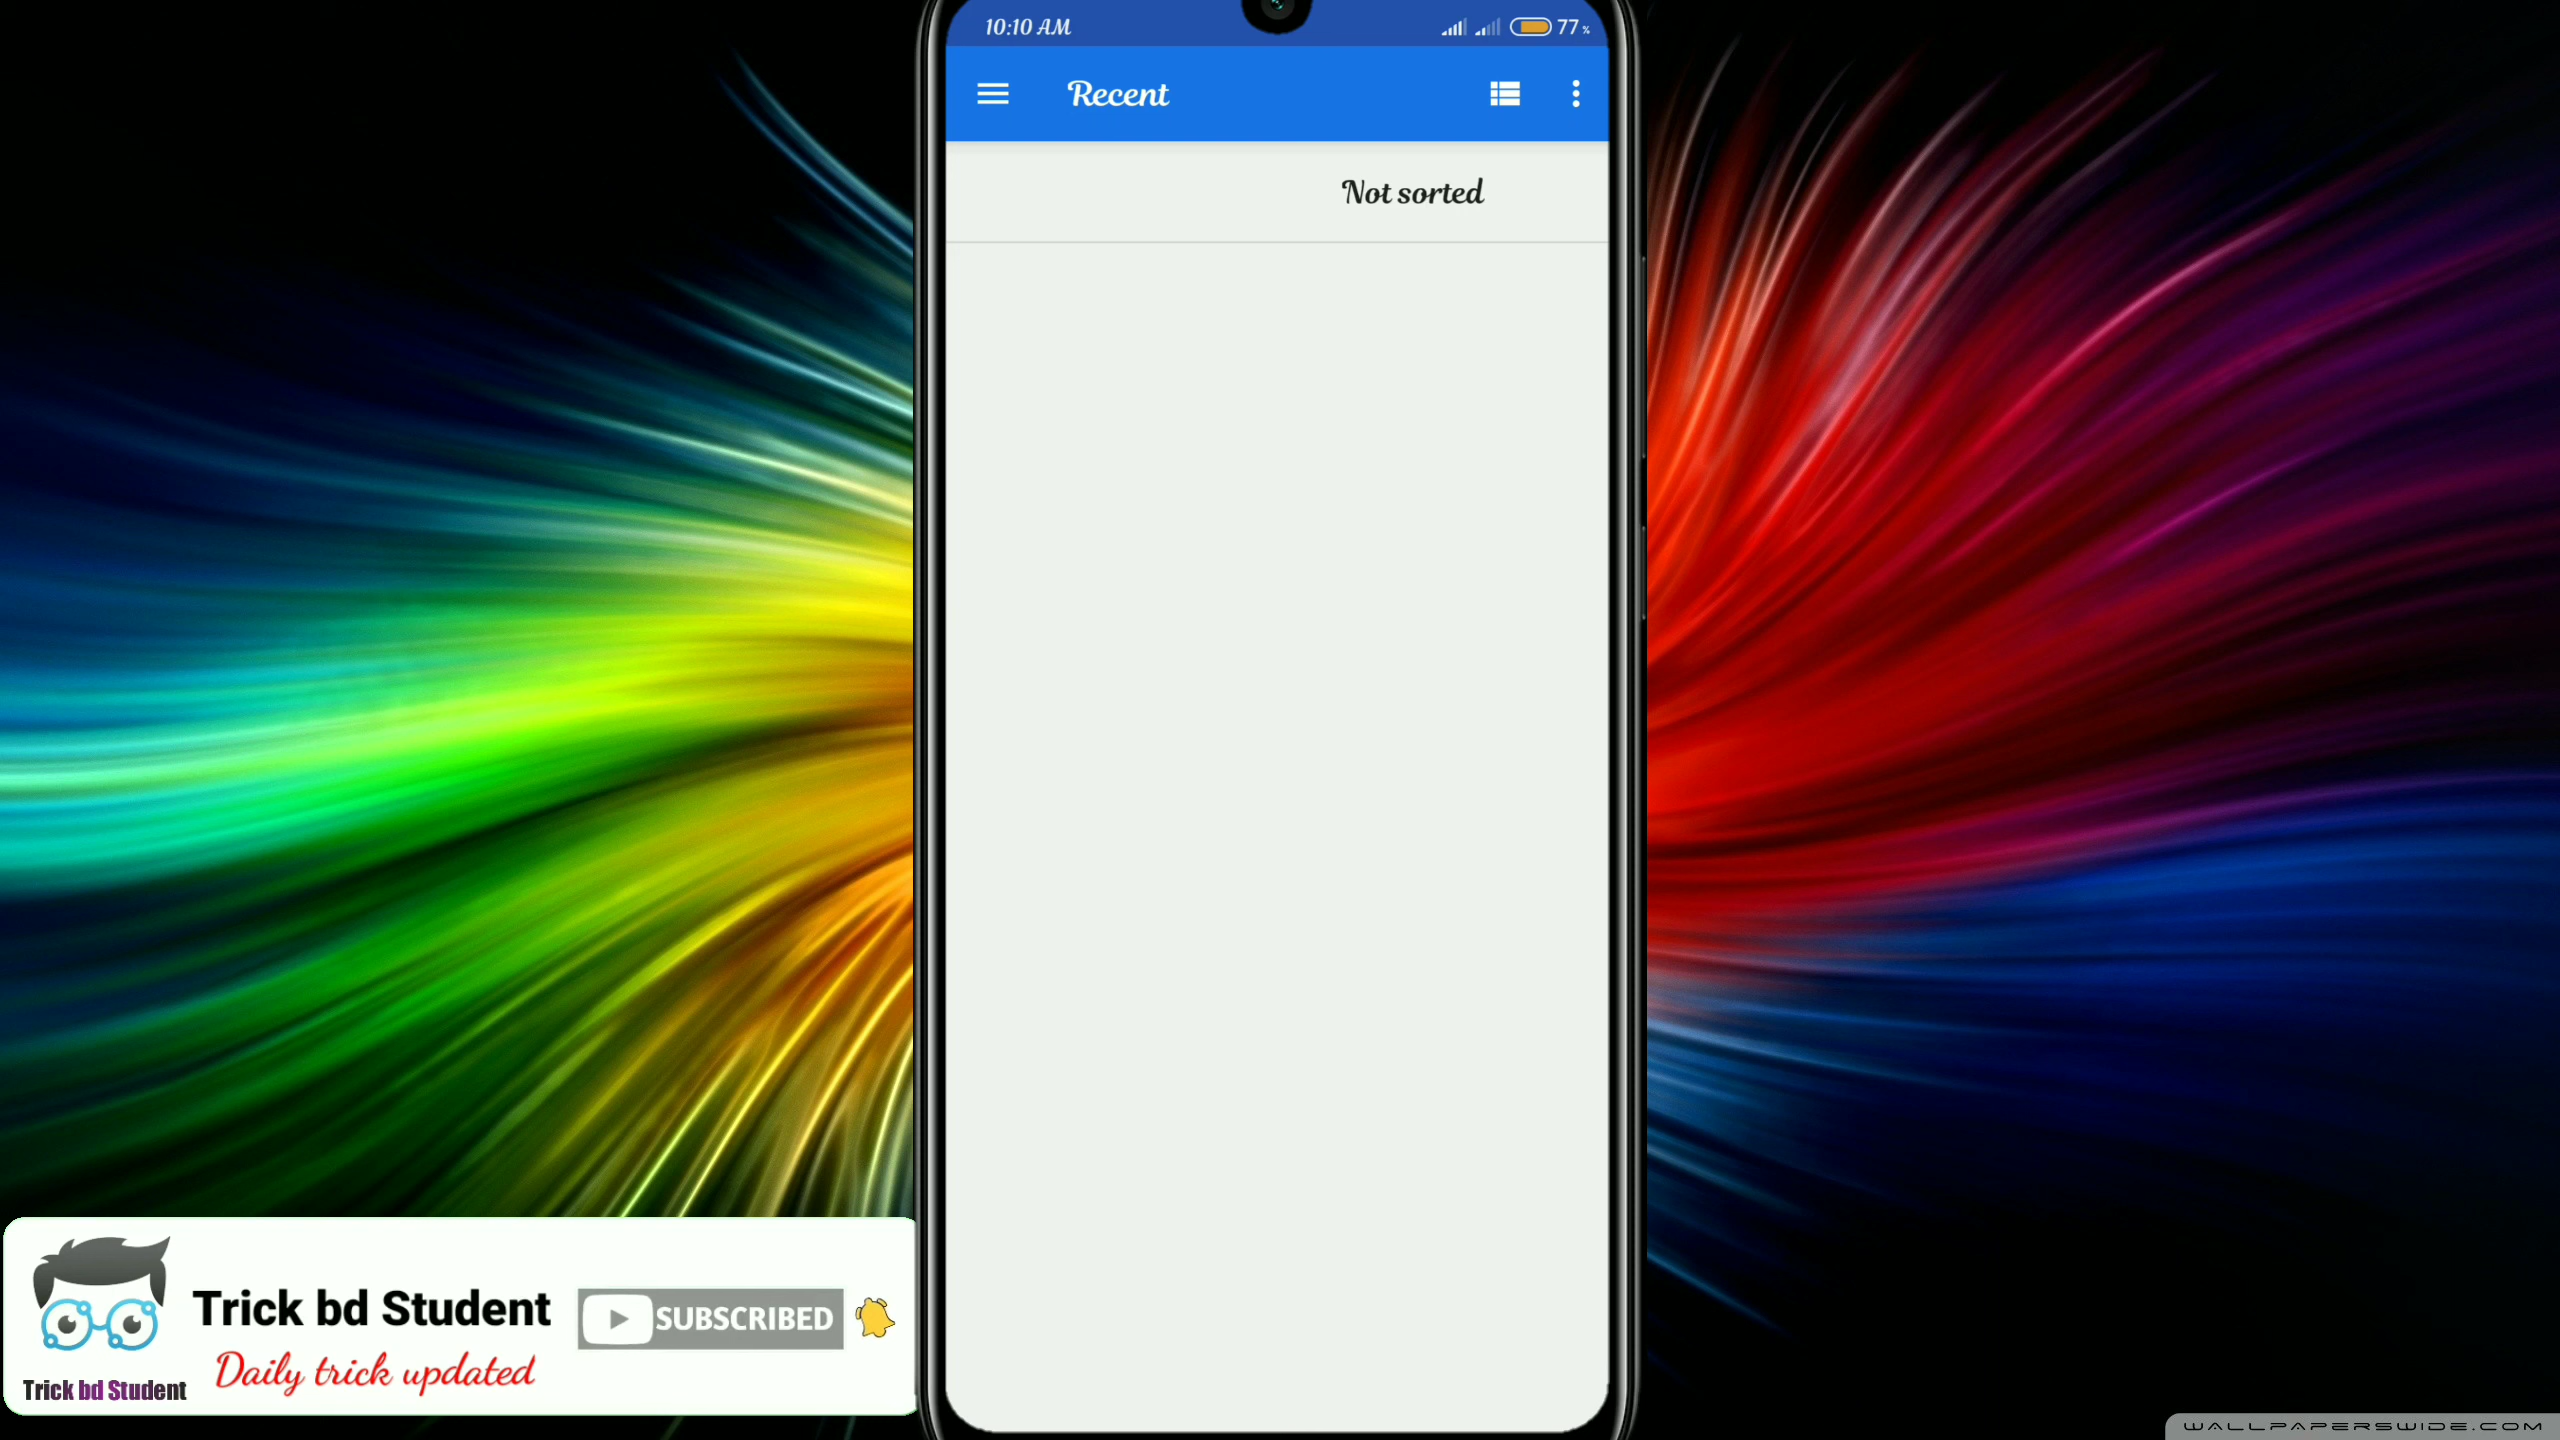 10:10 AM
77%
Recent
Not sorted
Trick bd Student
SUBSCRIBED
Daily trick updated
Trick bd Student
WALLPAPERSWIDE.COM